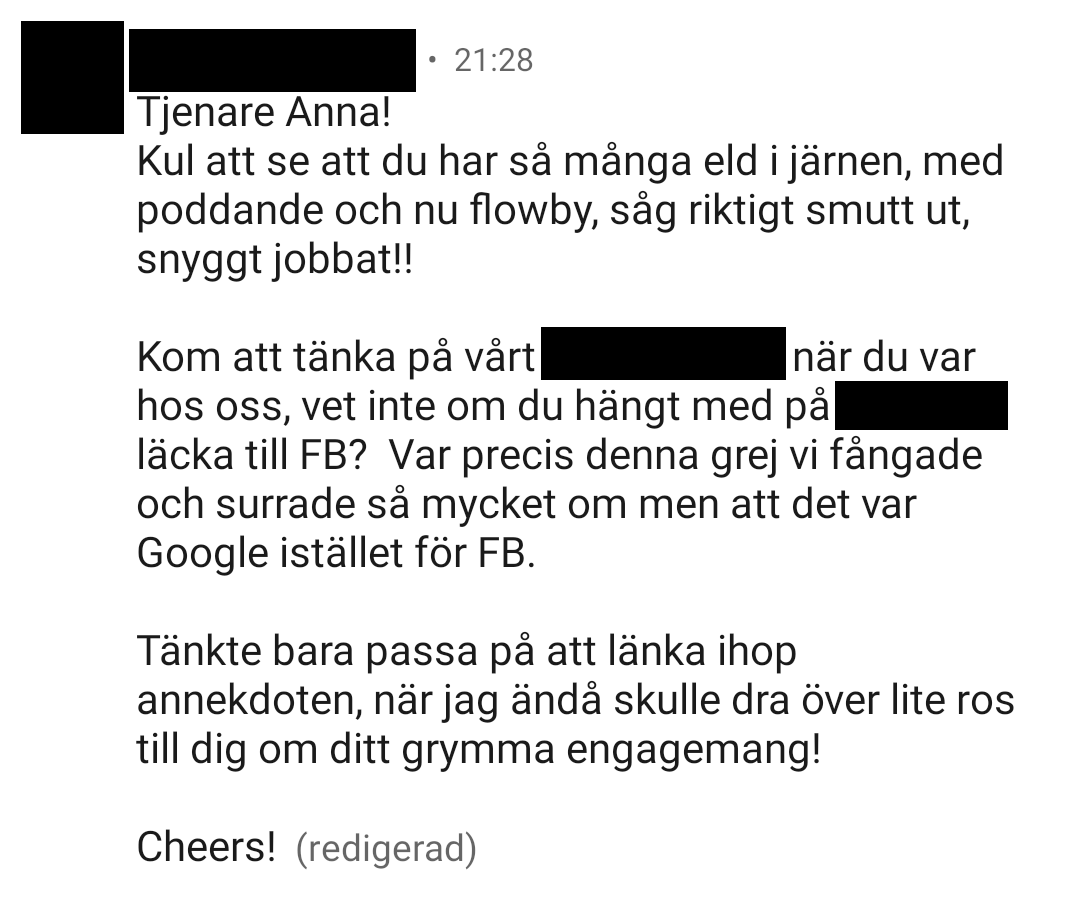 • 21:28
Tjenare Anna!
Kul att se att du har så många eld i järnen, med
poddande och nu flowby, såg riktigt smutt ut,
snyggt jobbat!!
Kom att tänka på vårt när du var
hos oss, vet inte om du hängt med på
läcka till FB? Var precis denna grej vi fångade
och surrade så mycket om men att det var
Google istället för FB.
Tänkte bara passa på att länka ihop
annekdoten, när jag ändå skulle dra över lite ros
till dig om ditt grymma engagemang!
Cheers! (redigerad)